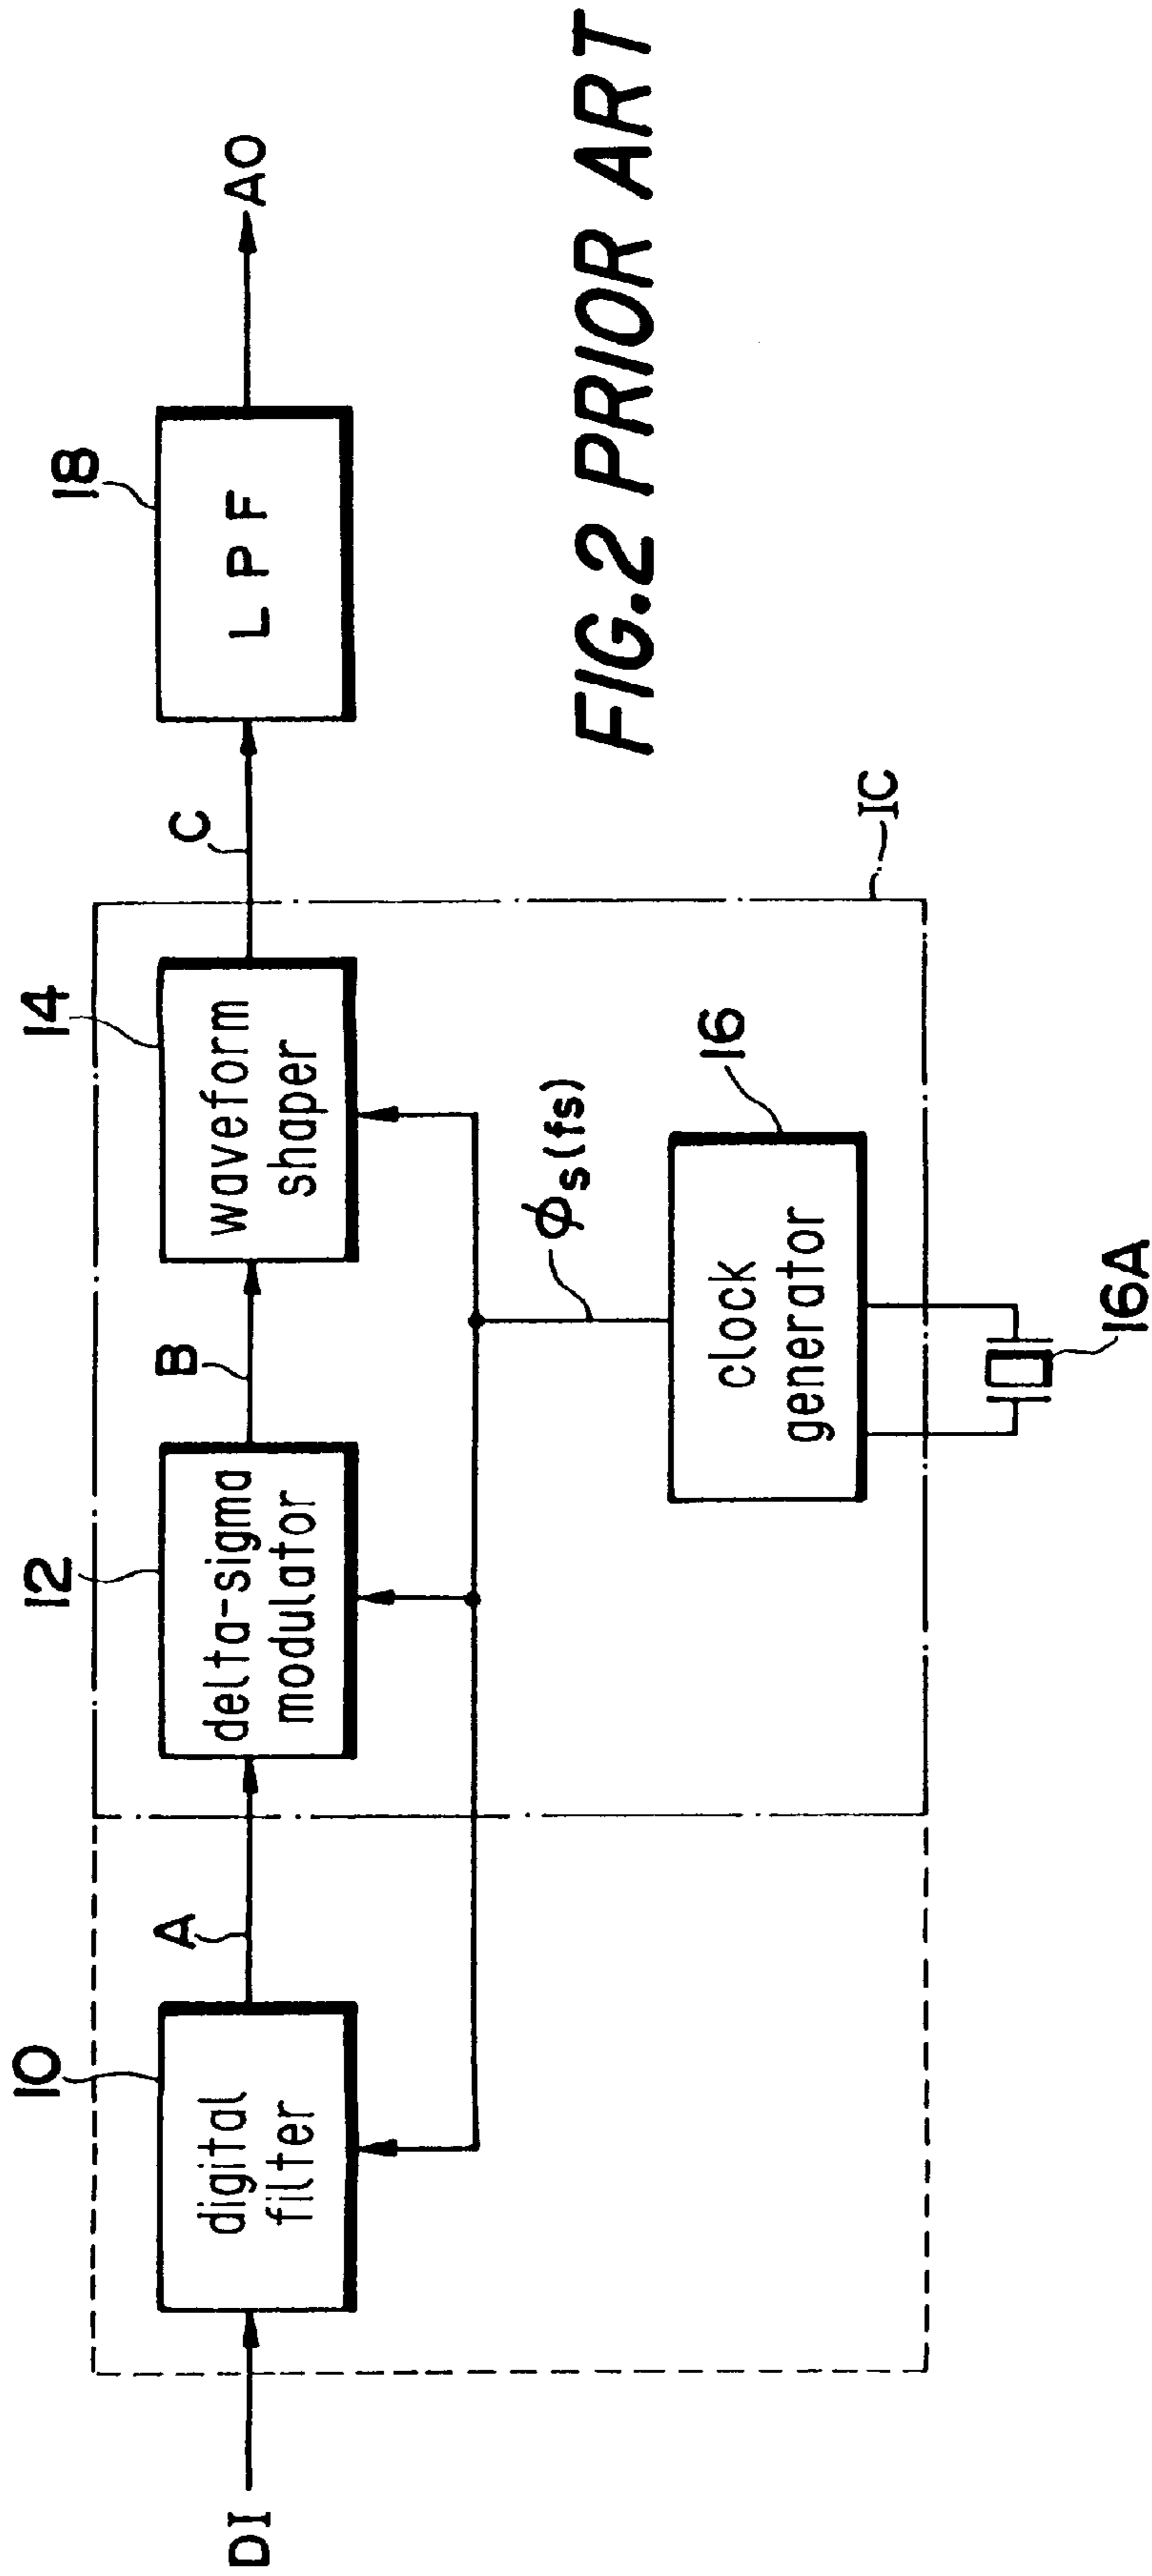 10
12
14
18
DI
A
B
C
AO
digital
filter
delta-sigma
modulator
waveform
shaper
LPF
φs(fs)
16
clock
generator
16A
IC
FIG.2 PRIOR ART